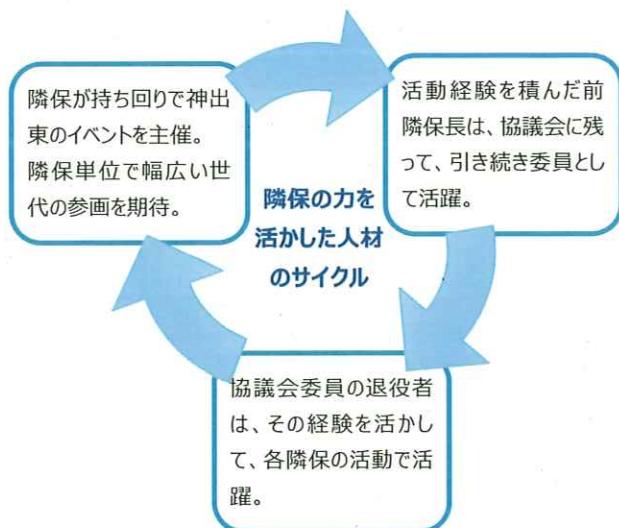 隣保が持ち回りで神出
東のイベントを主催。
隣保単位で幅広い世
代の参画を期待。
活動経験を積んだ前
隣保長は、協議会に残
って、引き続き委員とし
て活躍。
隣保の力を
活かした人材
のサイクル
協議会委員の退役者
は、その経験を活かし
て、各隣保の活動で活
躍。